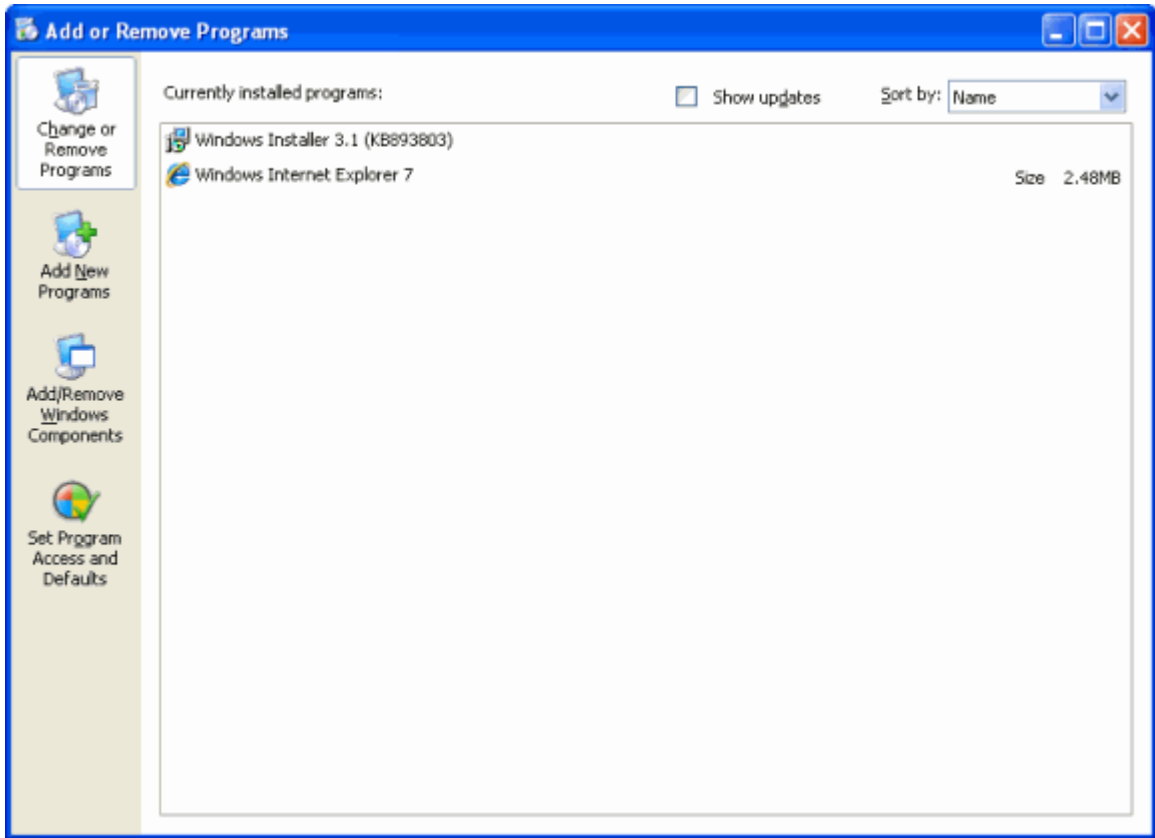 Add or Remove Programs
Change or
Remove
Programs
Add New
Programs
Add/Remove
Windows
Components
Set Program
Access and
Defaults
Currently installed programs:
Show updates
Sort by: Name
Windows Installer 3.1 (KB893803)
Windows Internet Explorer 7
Size 2.48MB